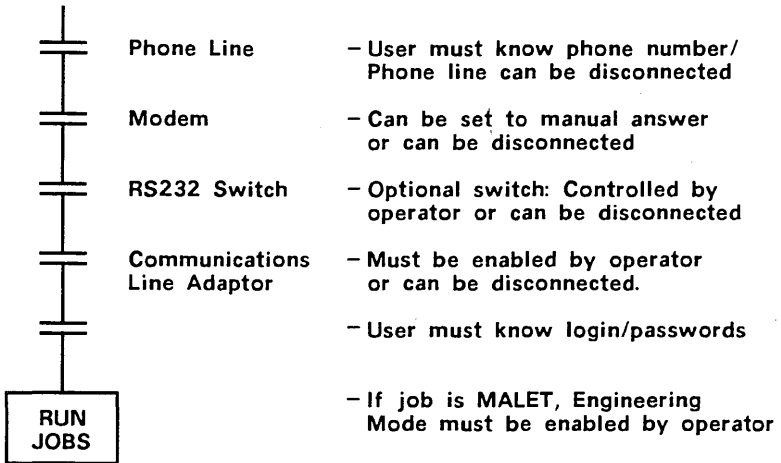 Phone Line – User must know phone number/
Phone line can be disconnected
Modem – Can be set to manual answer
or can be disconnected
RS232 Switch – Optional switch: Controlled by
operator or can be disconnected
Communications – Must be enabled by operator
Line Adaptor or can be disconnected.
– User must know login/passwords
– If job is MALET, Engineering
RUN Mode must be enabled by operator
JOBS